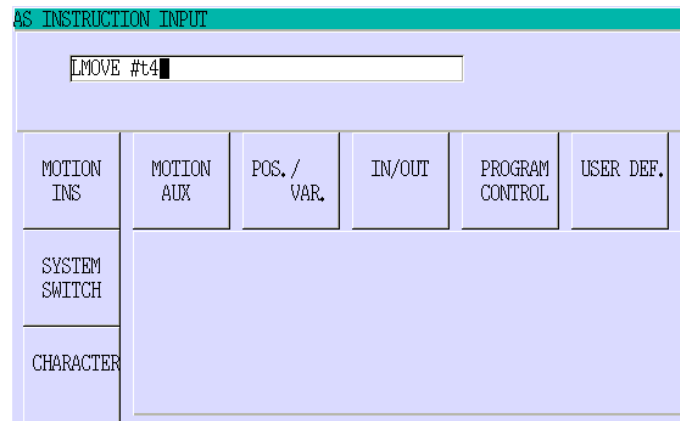 AS INSTRUCTION INPUT
LMOVE #t4
MOTION
INS
MOTION
AUX
POS./
VAR.
IN/OUT
PROGRAM
CONTROL
USER DEF.
SYSTEM
SWITCH
CHARACTER